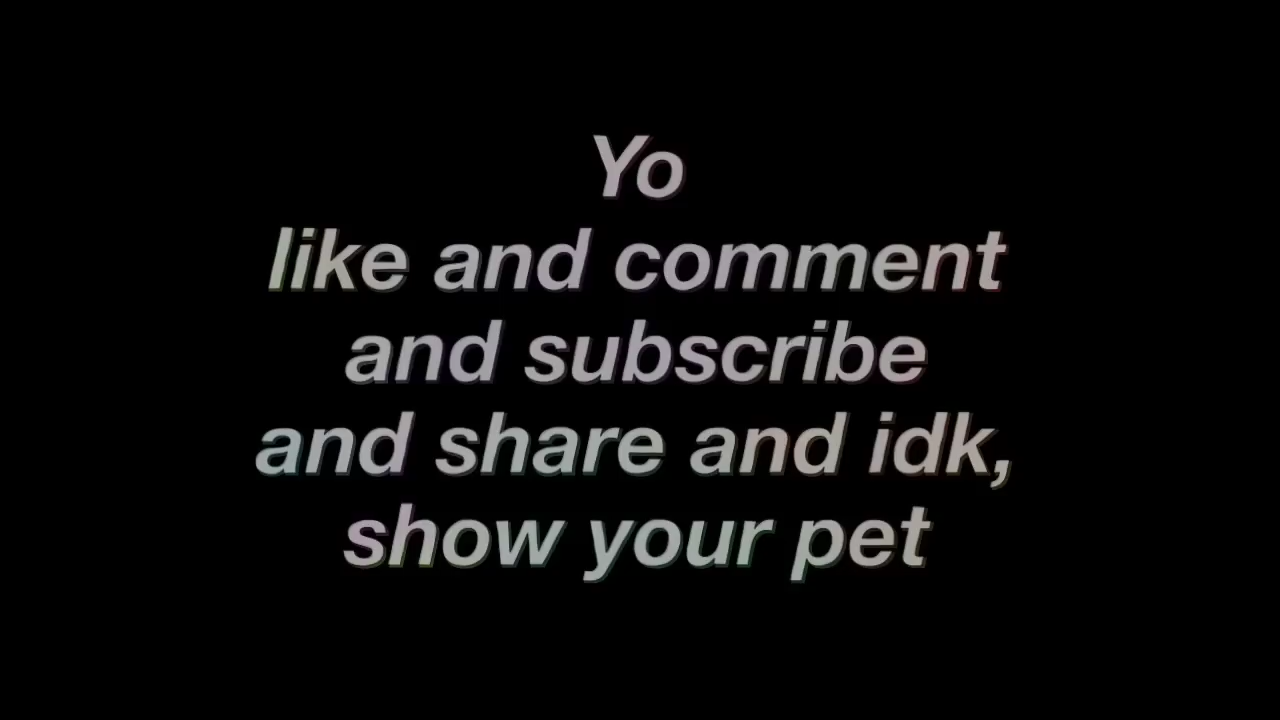 Yo
like and comment
and subscribe
and share and idk,
show your pet